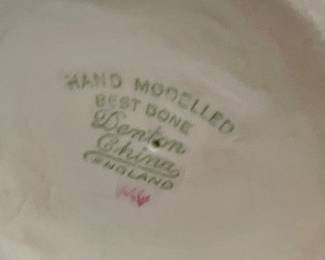 HAND MODELLED
BEST BONE
Denton
China
ENGLAND